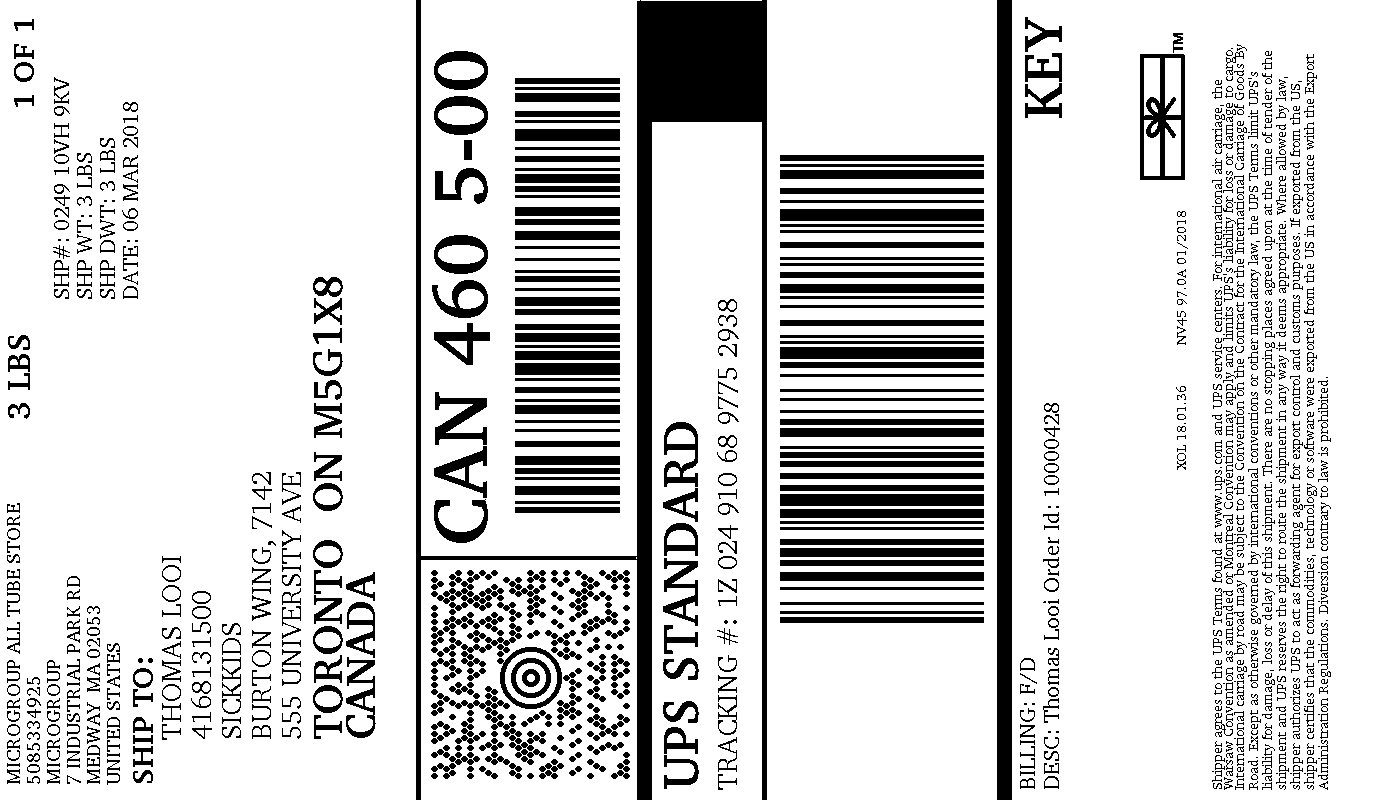 MICROGROUP ALL TUBE STORE
5085334925
MICROGROUP
7 INDUSTRIAL PARK RD
MEDWAY MA 02053
UNITED STATES
3 LBS
1 OF 1
SHP#: 0249 10VH 9KV
SHP WT: 3 LBS
SHP DWT: 3 LBS
DATE: 06 MAR 2018
SHIP TO:
THOMAS LOOI
4168131500
SICKKIDS
BURTON WING, 7142
555 UNIVERSITY AVE
TORONTO ON M5G1X8
CANADA
CAN 460 5-00
UPS STANDARD
TRACKING #: 1Z 024 910 68 9775 2938
BILLING: F/D
DESC: Thomas Looi Order Id: 10000428
KEY
TM
XOL 18.01.36 NV45 97.0A 01/2018
Shipper agrees to the UPS Terms found at www.ups.com and UPS service centers. For international air carriage, the
Warsaw Convention as amended or Montreal Convention may apply and limits UPS's liability for loss or damage to cargo.
International carriage by road may be subject to the Convention on the Contract for the International Carriage of Goods By
Road. Except as otherwise governed by international conventions or other mandatory law, the UPS Terms limit UPS's
liability for damage, loss or delay of this shipment. There are no stopping places agreed upon at the time of tender of the
shipment and UPS reserves the right to route the shipment in any way it deems appropriate. Where allowed by law,
shipper authorizes UPS to act as forwarding agent for export control and customs purposes. If exported from the US,
shipper certifies that the commodities, technology or software were exported from the US in accordance with the Export
Administration Regulations. Diversion contrary to law is prohibited.